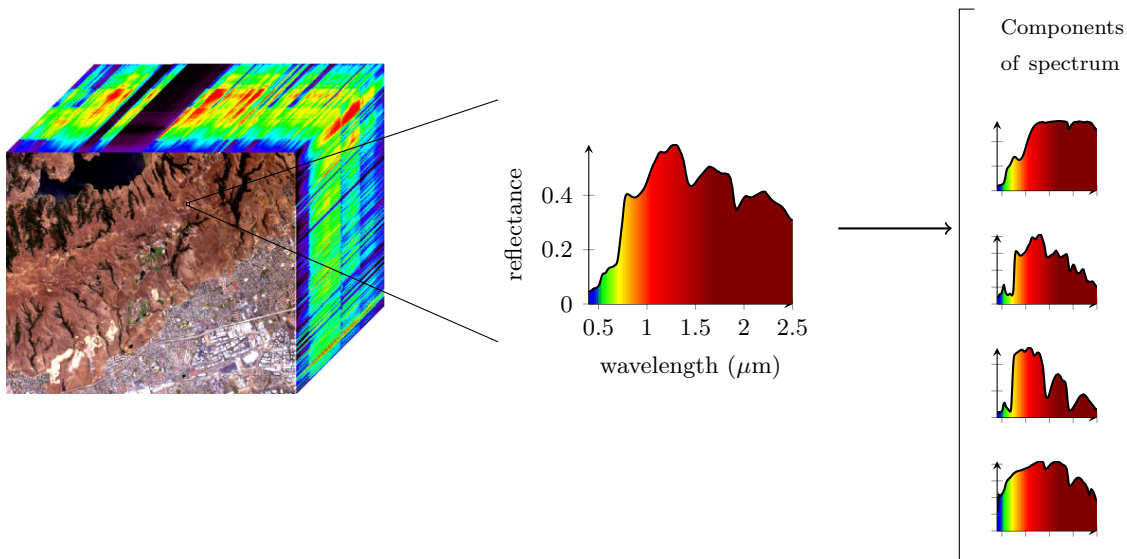 Components
of spectrum
reflectance
0.4
0.2
0
0.5 1 1.5 2 2.5
wavelength (μm)